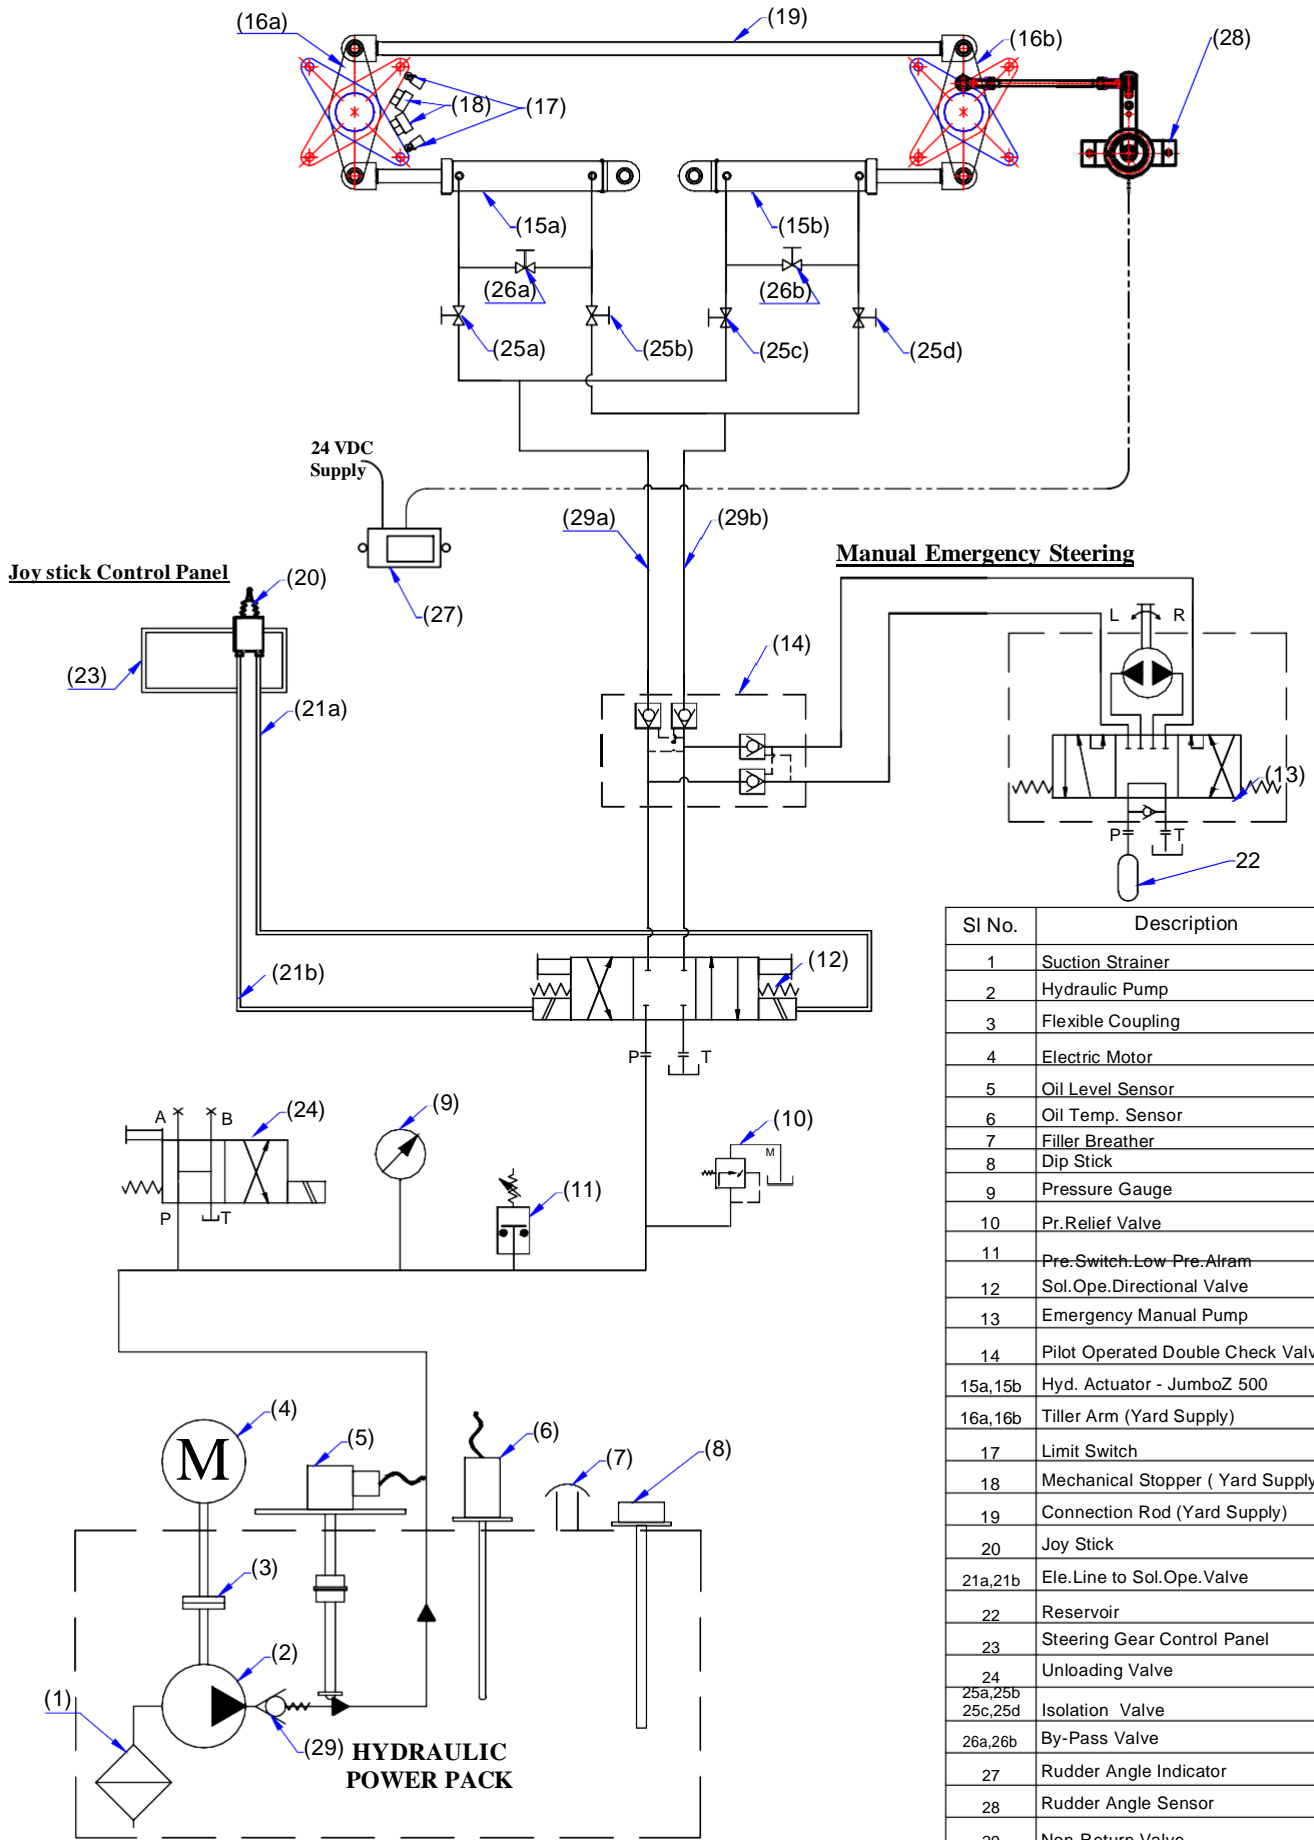 (16a)
(19)
(16b)
(28)
(18)
(17)
(15a)
(15b)
(26a)
(26b)
(25a)
(25b)
(25c)
(25d)
24 VDC
Supply
(29a)
(29b)
Manual Emergency Steering
Joy stick Control Panel
(20)
(27)
L R
(14)
(23)
(21a)
(13)
P T
22
(21b)
(12)
P T
A B
(24)
(9)
(10)
M
(11)
P T
(4)
M
(5)
(6)
(7)
(8)
(3)
(2)
(1)
(29)
HYDRAULIC
POWER PACK
SI No. Description
1 Suction Strainer
2 Hydraulic Pump
3 Flexible Coupling
4 Electric Motor
5 Oil Level Sensor
6 Oil Temp. Sensor
7 Filler Breather
8 Dip Stick
9 Pressure Gauge
10 Pr.Relief Valve
11 Pre.Switch.Low Pre.Alram
12 Sol.Ope.Directional Valve
13 Emergency Manual Pump
14 Pilot Operated Double Check Valv
15a,15b Hyd. Actuator - JumboZ 500
16a,16b Tiller Arm (Yard Supply)
17 Limit Switch
18 Mechanical Stopper ( Yard Supply
19 Connection Rod (Yard Supply)
20 Joy Stick
21a,21b Ele.Line to Sol.Ope.Valve
22 Reservoir
23 Steering Gear Control Panel
24 Unloading Valve
25a,25b
25c,25d Isolation Valve
26a,26b By-Pass Valve
27 Rudder Angle Indicator
28 Rudder Angle Sensor
29 Non-Return Valve